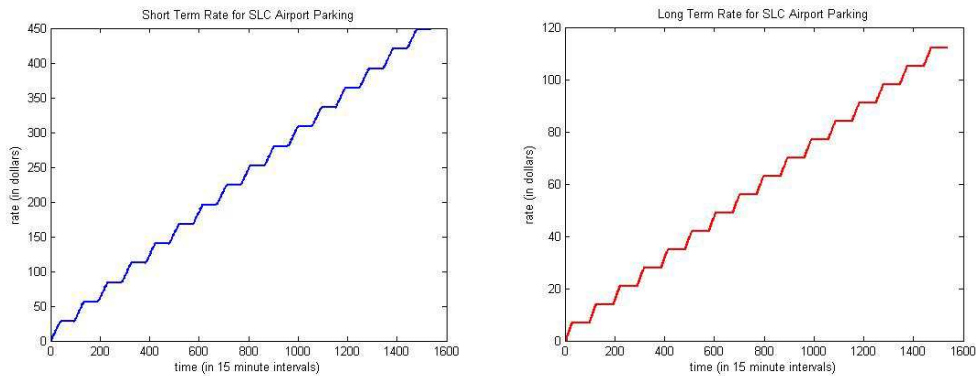 Short Term Rate for SLC Airport Parking
450
400
350
300
250
200
150
100
50
0
rate (in dollars)
0 200 400 600 800 1000 1200 1400 1600
time (in 15 minute intervals)
Long Term Rate for SLC Airport Parking
120
100
80
60
40
20
0
rate (in dollars)
0 200 400 600 800 1000 1200 1400 1600
time (in 15 minute intervals)